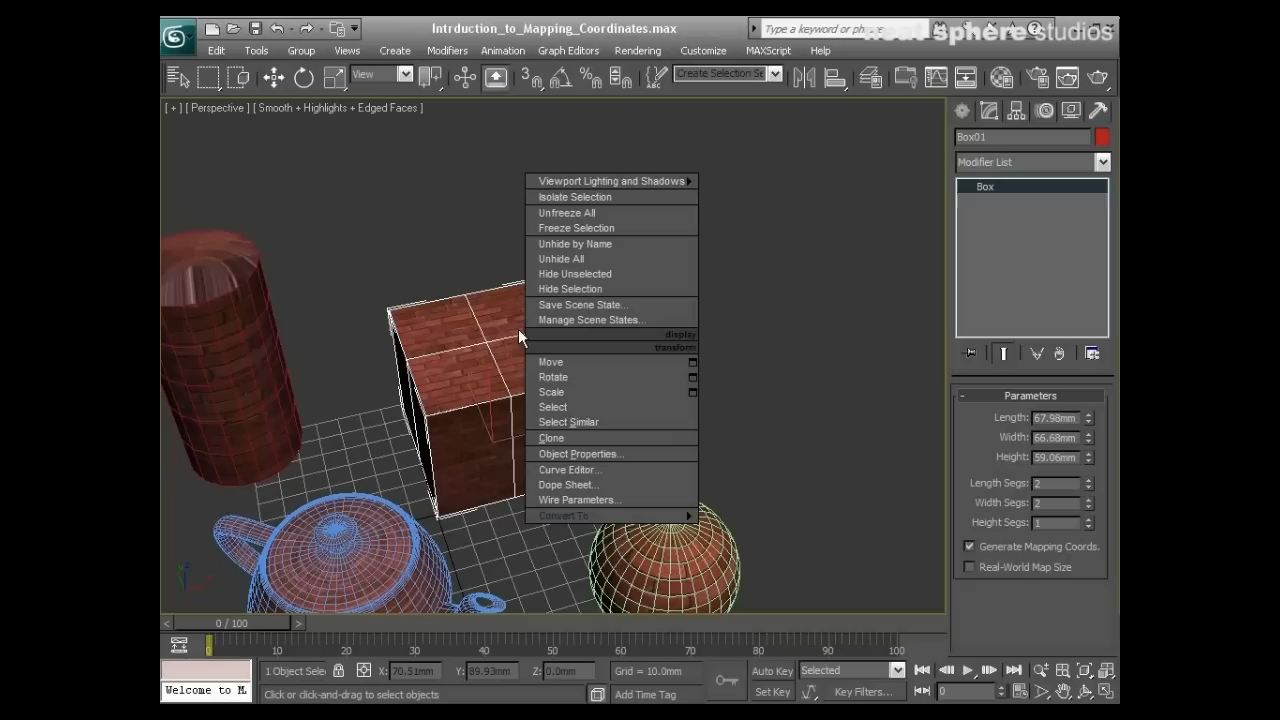 Intrduction_to_Mapping_Coordinates.max
Type a keyword or phrase
heat sphere studios
Edit Tools Group Views Create Modifiers Animation Graph Editors Rendering Customize MAXScript Help
View
3
Create Selection Se
[ + ] [ Perspective ] [ Smooth + Highlights + Edged Faces ]
Box01
Modifier List
Box
Viewport Lighting and Shadows
Isolate Selection
Unfreeze All
Freeze Selection
Unhide by Name
Unhide All
Hide Unselected
Hide Selection
Save Scene State...
Manage Scene States...
display
transform
Move
Rotate
Scale
Select
Select Similar
Clone
Object Properties...
Curve Editor...
Dope Sheet...
Wire Parameters...
Convert To
- Parameters
Length: 67.98mm
Width: 66.68mm
Height: 59.06mm
Length Segs: 2
Width Segs: 2
Height Segs: 1
Generate Mapping Coords.
Real-World Map Size
< 0 / 100 >
0 10 20 30 40 50 60 70 80 90 100
1 Object Sele X: 70.51mm Y: 89.93mm Z: 0.0mm Grid = 10.0mm Auto Key Selected
Welcome to M Click or click-and-drag to select objects Add Time Tag Set Key Key Filters... 0